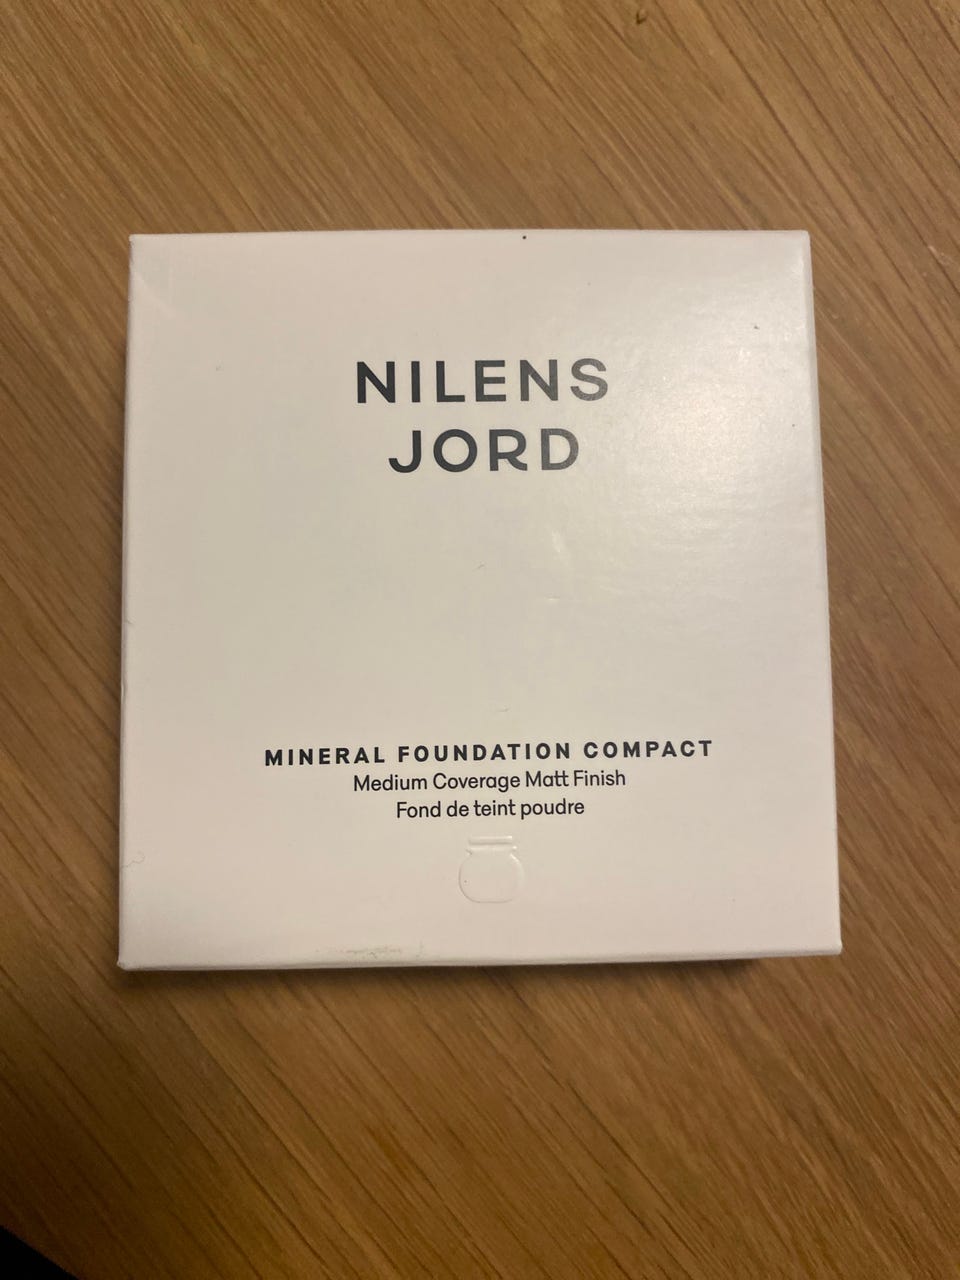 NILENS
JORD
MINERAL FOUNDATION COMPACT
Medium Coverage Matt Finish
Fond de teint poudre